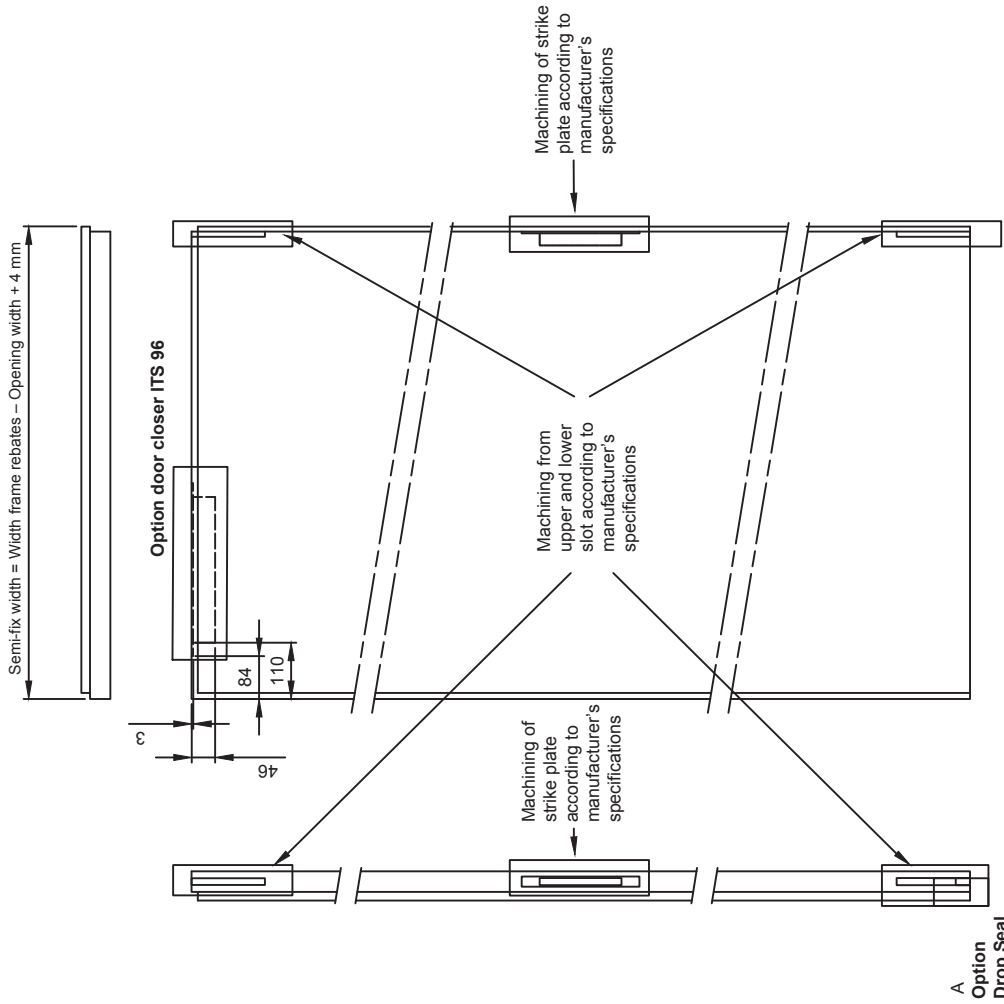 Semi-fix width = Width frame rebates – Opening width + 4 mm
Option door closer ITS 96
3
46
84
110
Machining of strike
plate according to
manufacturer's
specifications
Machining from
upper and lower
slot according to
manufacturer's
specifications
Machining of
strike plate
according to
manufacturer's
specifications
A
Option
Drop Seal